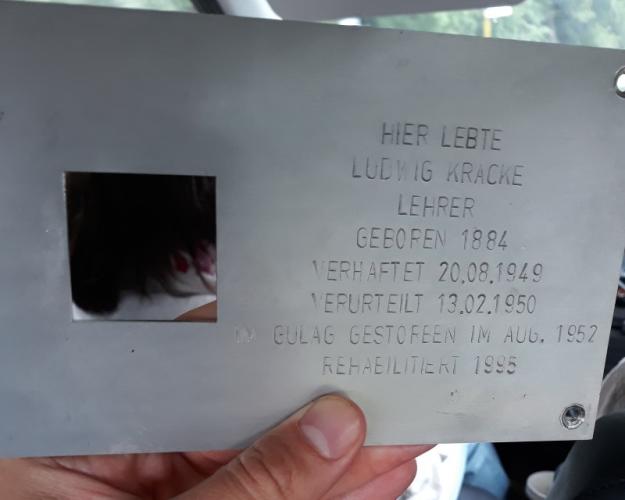 HIER LEBTE
LUDWIG KRACKE
LEHRER
GEBOREN 1884
VERHAFTET 20.08.1949
VERURTEILT 13.02.1950
IM GULAG GESTORBEN IM AUG. 1952
REHABILITIERT 1995